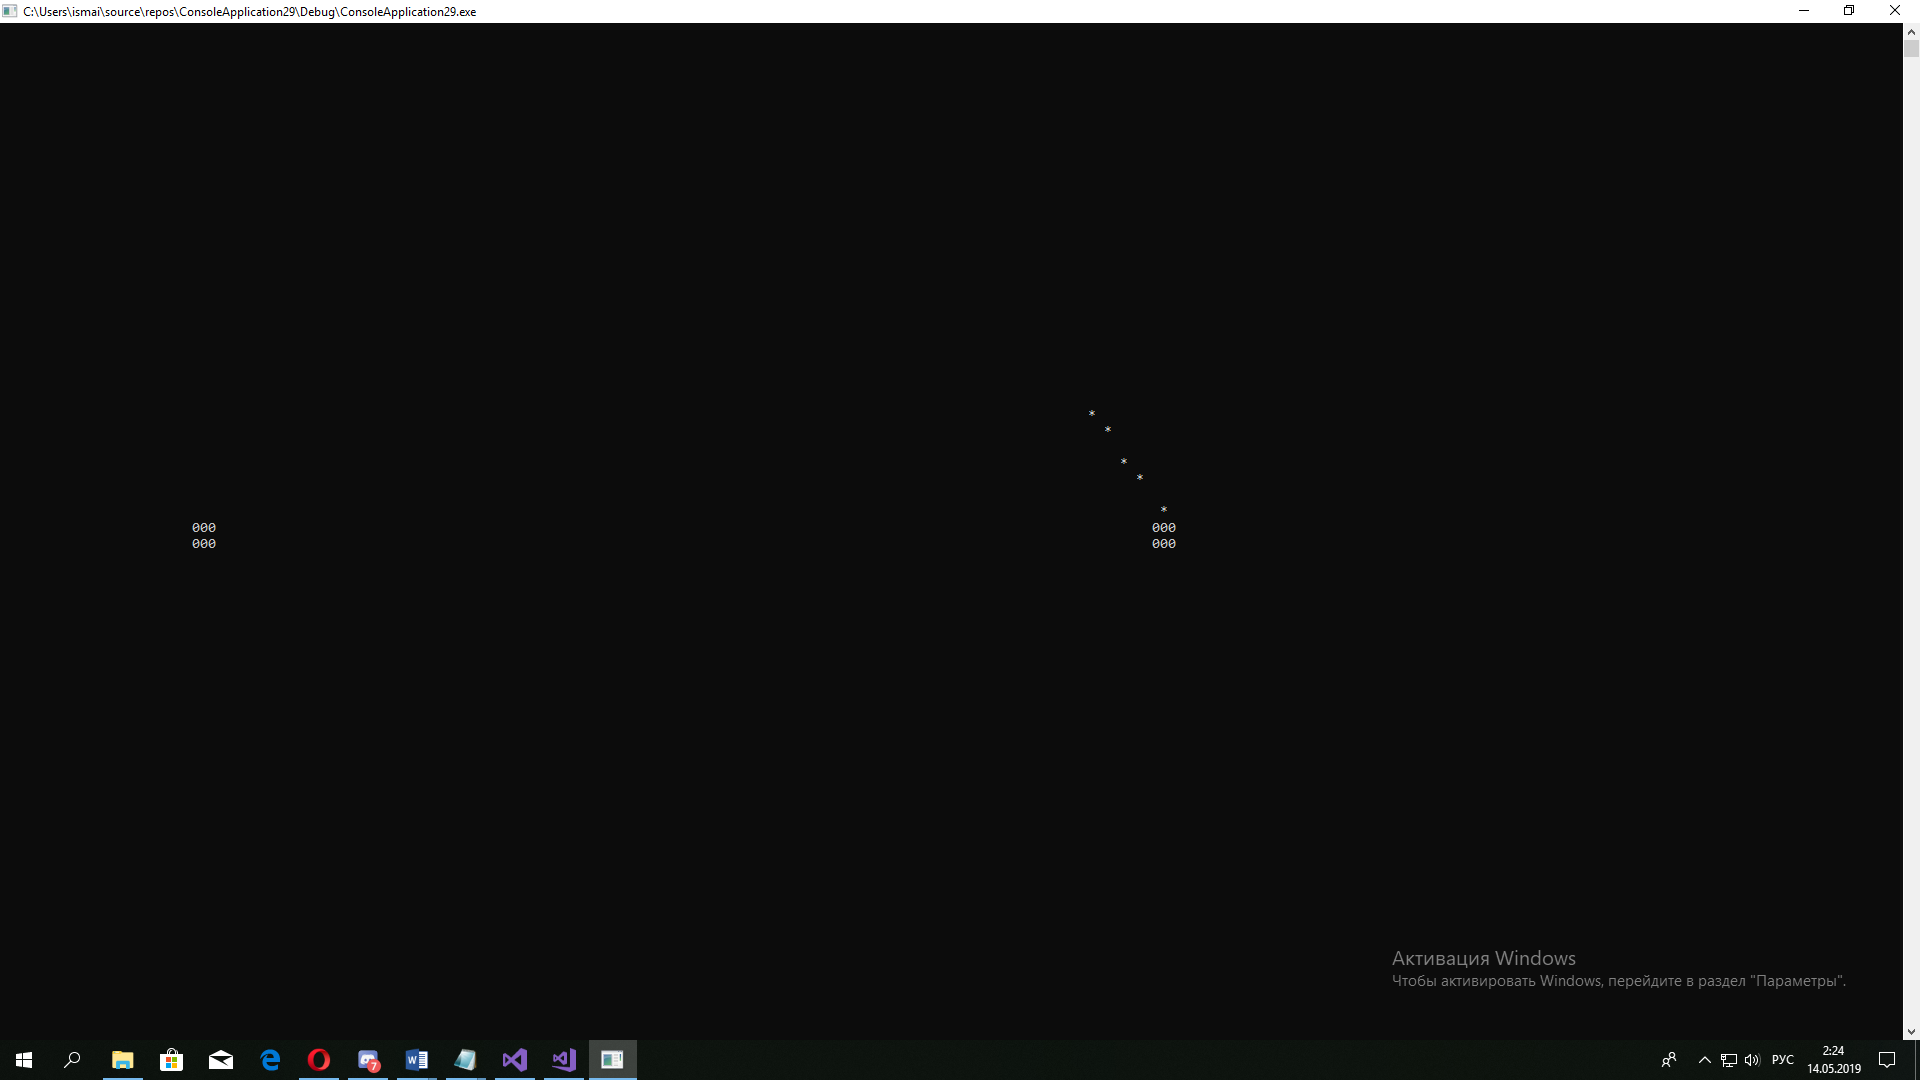 C:\Users\ismai\source\repos\ConsoleApplication29\Debug\ConsoleApplication29.exe
*
*
*
*
*
000 000
000 000
Активация Windows
Чтобы активировать Windows, перейдите в раздел "Параметры".
7
РУС
2:24
14.05.2019